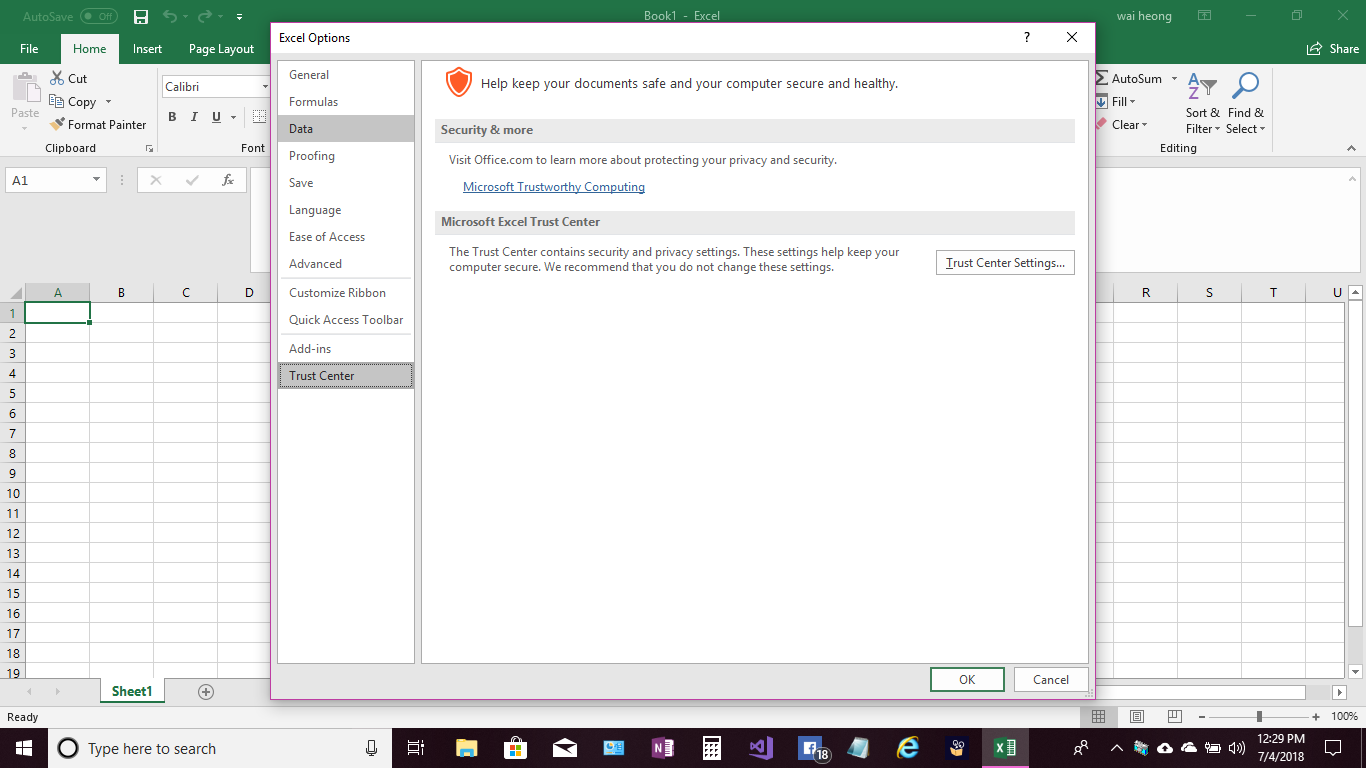 AutoSave Off
Book1 - Excel
wai heong
File Home Insert Page Layout
Share
Cut
Copy
Paste
Format Painter
Clipboard
Calibri
B I U
Font
AutoSum
Fill
Clear
Sort &
Filter
Find &
Select
Editing
A1
fx
Excel Options
?
General
Formulas
Data
Proofing
Save
Language
Ease of Access
Advanced
Customize Ribbon
Quick Access Toolbar
Add-ins
Trust Center
Help keep your documents safe and your computer secure and healthy.
Security & more
Visit Office.com to learn more about protecting your privacy and security.
Microsoft Trustworthy Computing
Microsoft Excel Trust Center
The Trust Center contains security and privacy settings. These settings help keep your
computer secure. We recommend that you do not change these settings.
Trust Center Settings...
OK
Cancel
A B C D R S T U
1
2
3
4
5
6
7
8
9
10
11
12
13
14
15
16
17
18
19
Sheet1
Ready
100%
Type here to search
18
12:29 PM
7/4/2018